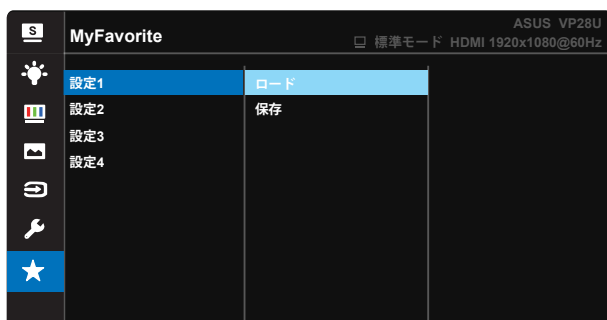 S
MyFavorite
ASUS VP28U
標準モード HDMI 1920x1080@60Hz
設定1
ロード
設定2
保存
設定3
設定4